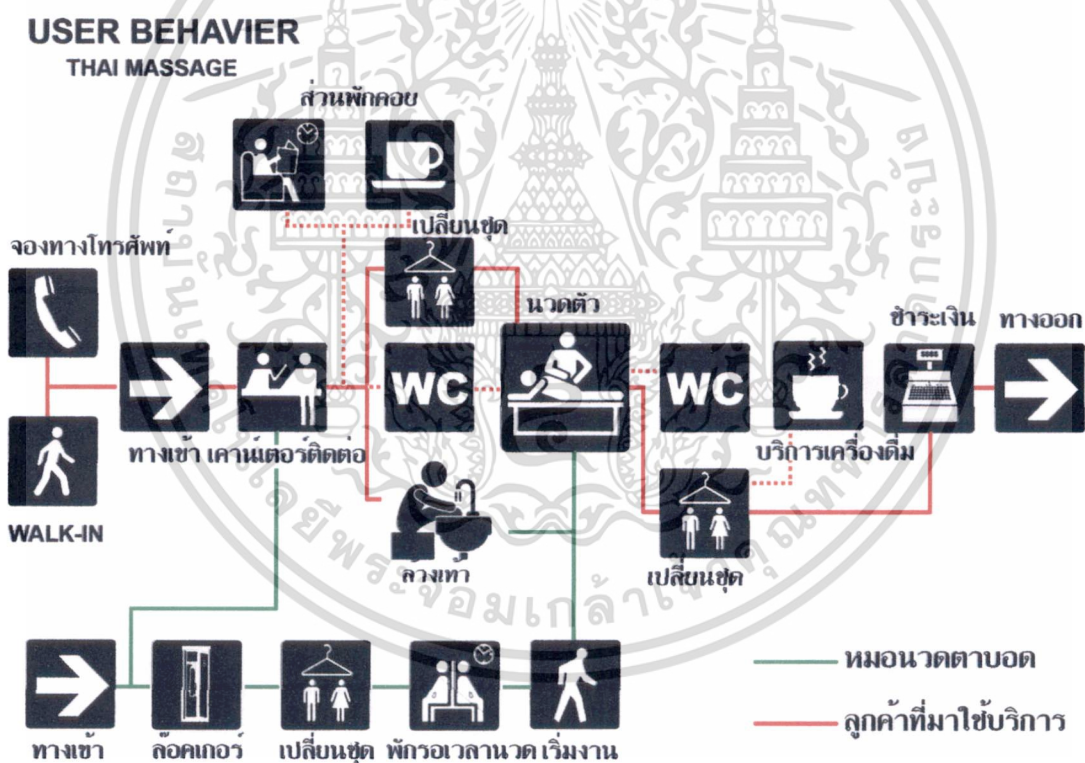 USER BEHAVIER
THAI MASSAGE
ส่วนพักคอย
จองทางโทรศัพท์
เปลี่ยนชุด
นวดตัว
ชำระเงิน
ทางออก
WC
WC
ทางเข้า
เคาน์เตอร์ติดต่อ
บริการเครื่องดื่ม
WALK-IN
ล้วงเท้า
เปลี่ยนชุด
หมอนวดตาบอด
ลูกค้าที่มาใช้บริการ
ทางเข้า
ล๊อคเกอร์
เปลี่ยนชุด
พักรอเวลานวด
เริ่มงาน